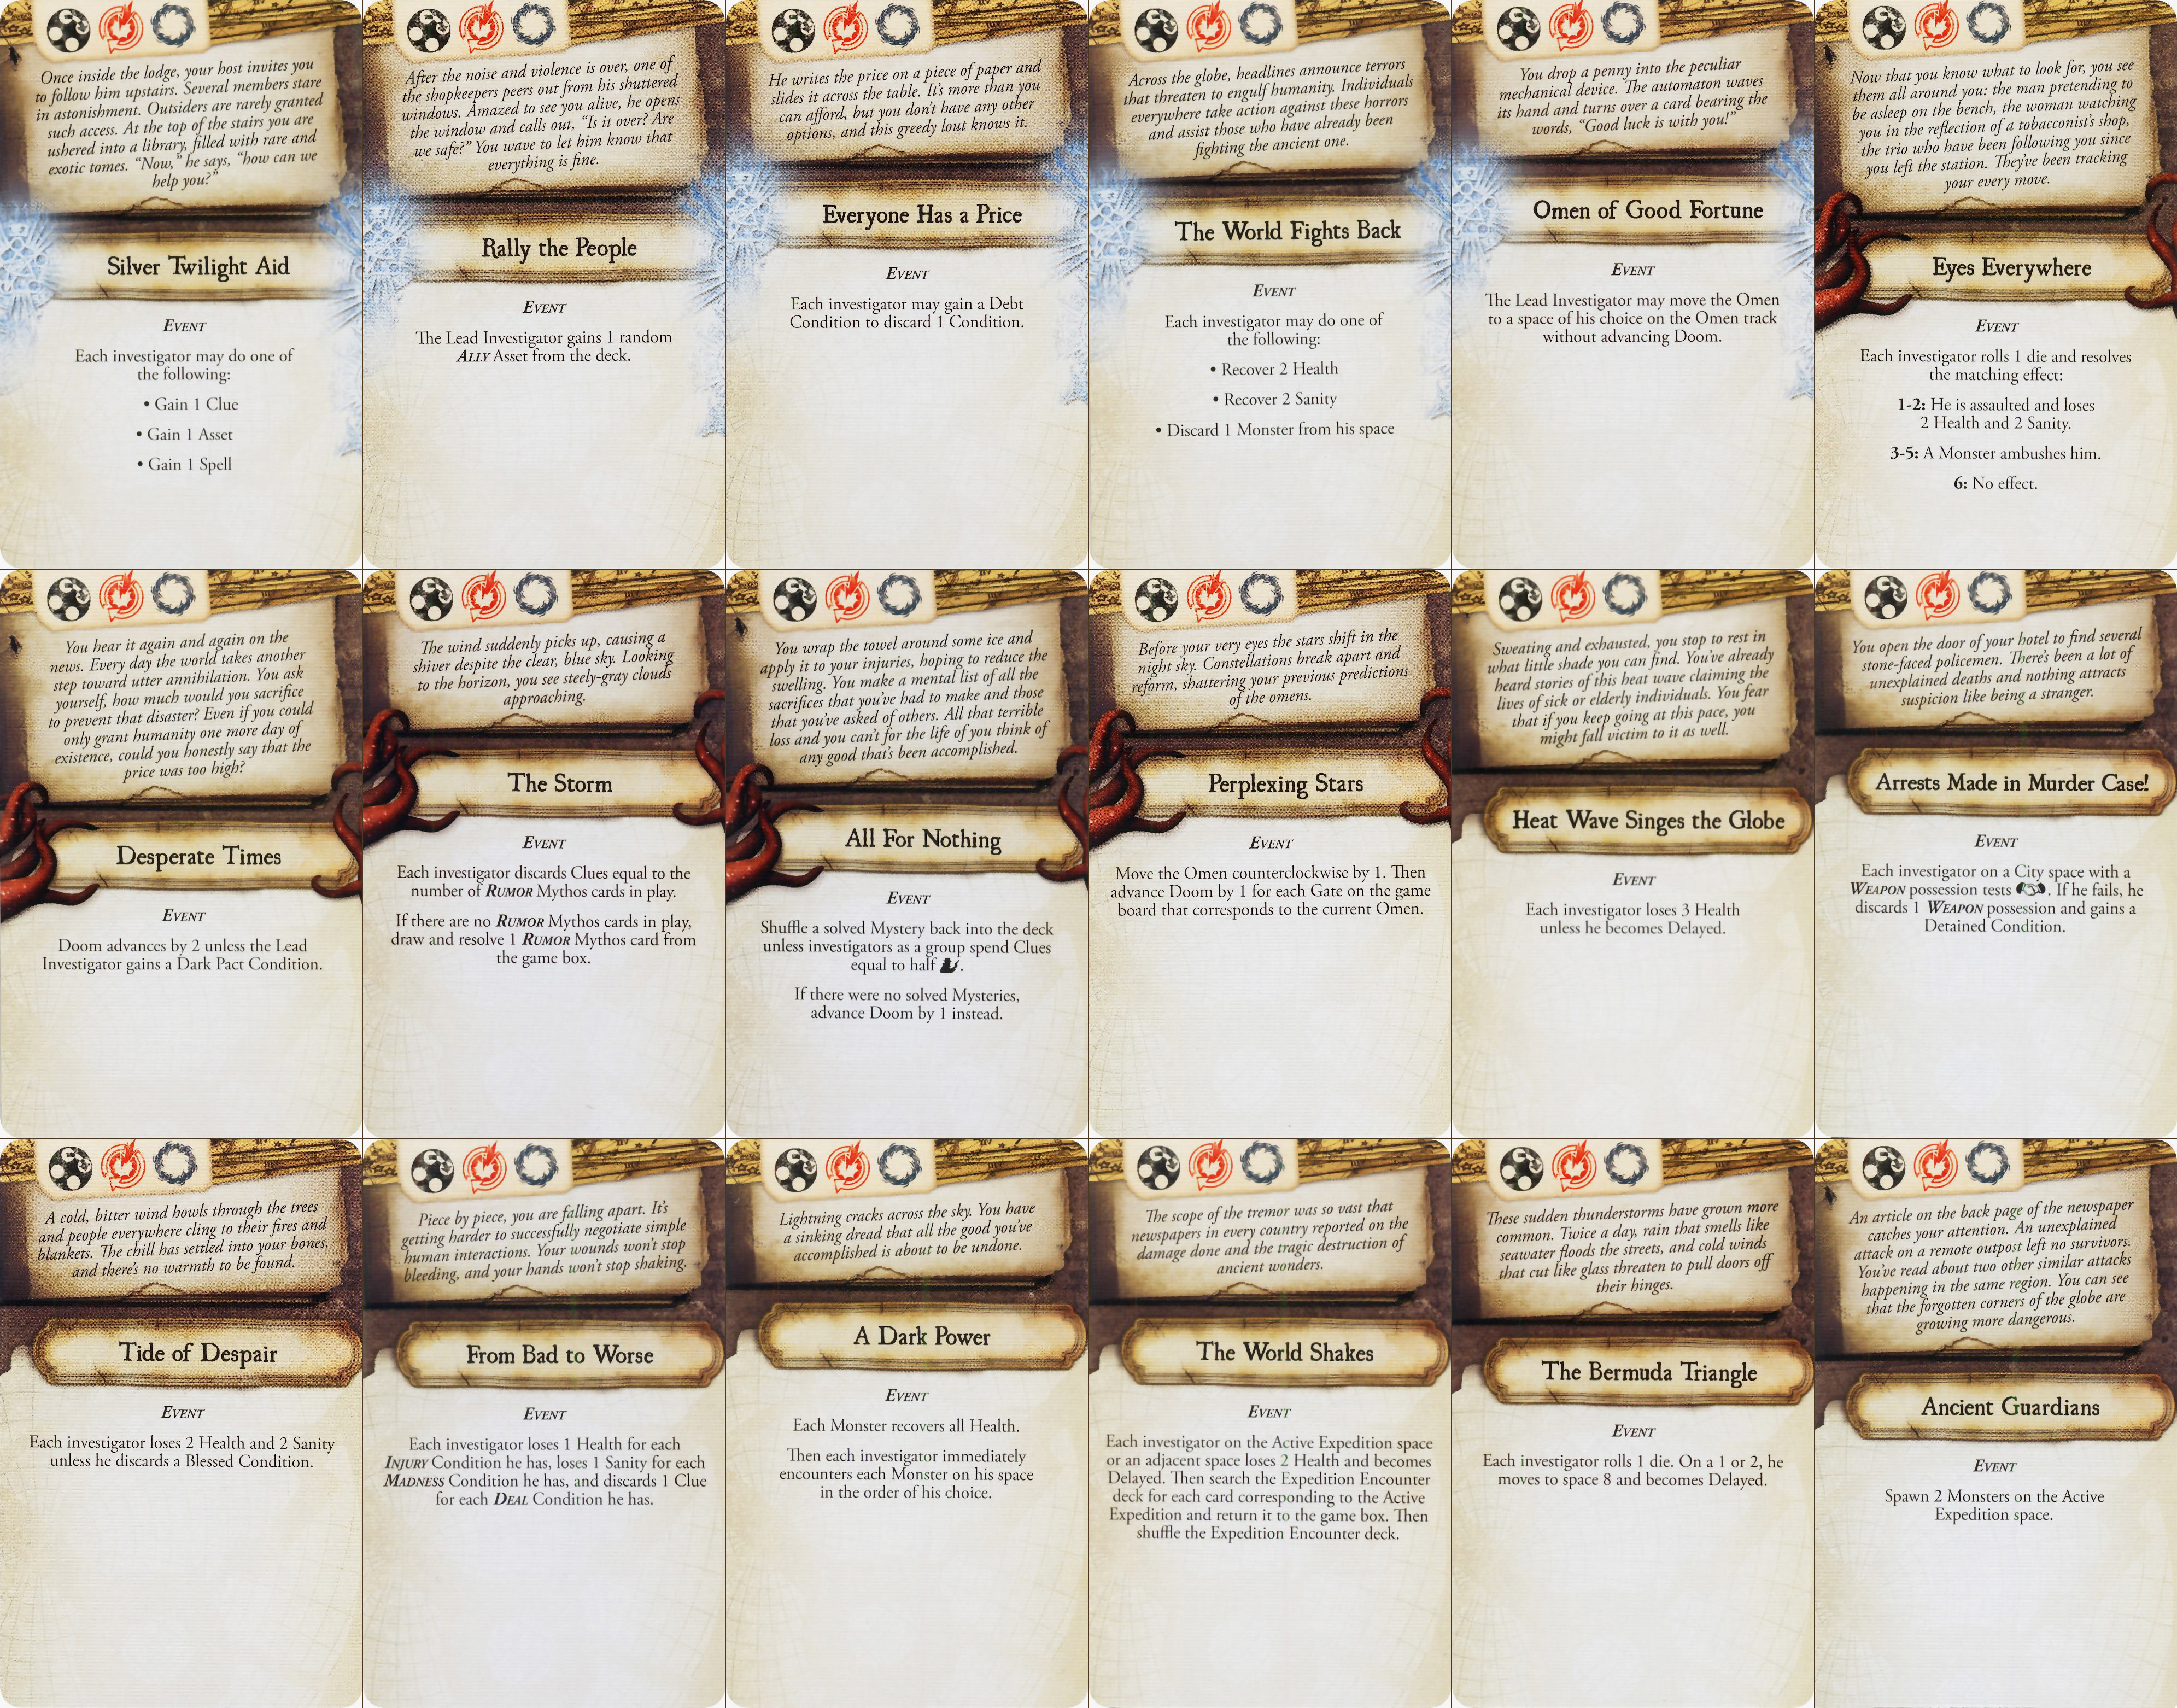 Once inside the lodge, your host invites you
to follow him upstairs. Several members stare
in astonishment. Outsiders are rarely granted
such access. At the top of the stairs you are
ushered into a library, filled with rare and
exotic tomes. “Now,” he says, “how can we
help you?”
Silver Twilight Aid
Event
Each investigator may do one of
the following:
• Gain 1 Clue
• Gain 1 Asset
• Gain 1 Spell
After the noise and violence is over, one of
the shopkeepers peers out from his shuttered
windows. Amazed to see you alive, he opens
the window and calls out, “Is it over? Are
we safe?” You wave to let him know that
everything is fine.
Rally the People
Event
The Lead Investigator gains 1 random
Ally Asset from the deck.
He writes the price on a piece of paper and
slides it across the table. It’s more than you
can afford, but you don’t have any other
options, and this greedy lout knows it.
Everyone Has a Price
Event
Each investigator may gain a Debt
Condition to discard 1 Condition.
Across the globe, headlines announce terrors
that threaten to engulf humanity. Individuals
everywhere take action against these horrors
and assist those who have already been
fighting the ancient one.
The World Fights Back
Event
Each investigator may do one of
the following:
• Recover 2 Health
• Recover 2 Sanity
• Discard 1 Monster from his space
You drop a penny into the peculiar
mechanical device. The automaton waves
its hand and turns over a card bearing the
words, “Good luck is with you!”
Omen of Good Fortune
Event
The Lead Investigator may move the Omen
to a space of his choice on the Omen track
without advancing Doom.
Now that you know what to look for, you see
them all around you: the man pretending to
be asleep on the bench, the woman watching
you in the reflection of a tobacconist’s shop,
the trio who have been following you since
you left the station. They’ve been tracking
your every move.
Eyes Everywhere
Event
Each investigator rolls 1 die and resolves
the matching effect:
1-2: He is assaulted and loses
2 Health and 2 Sanity.
3-5: A Monster ambushes him.
6: No effect.
You hear it again and again on the
news. Every day the world takes another
step toward utter annihilation. You ask
yourself, how much would you sacrifice
to prevent that disaster? Even if you could
only grant humanity one more day of
existence, could you honestly say that the
price was too high?
Desperate Times
Event
Doom advances by 2 unless the Lead
Investigator gains a Dark Pact Condition.
The wind suddenly picks up, causing a
shiver despite the clear, blue sky. Looking
to the horizon, you see steely-gray clouds
approaching.
The Storm
Event
Each investigator discards Clues equal to the
number of Rumor Mythos cards in play.
If there are no Rumor Mythos cards in play,
draw and resolve 1 Rumor Mythos card from
the game box.
You wrap the towel around some ice and
apply it to your injuries, hoping to reduce the
swelling. You make a mental list of all the
sacrifices that you’ve had to make and those
that you’ve asked of others. All that terrible
loss and you can’t for the life of you think of
any good that’s been accomplished.
All For Nothing
Event
Shuffle a solved Mystery back into the deck
unless investigators as a group spend Clues
equal to half .
If there were no solved Mysteries,
advance Doom by 1 instead.
Before your very eyes the stars shift in the
night sky. Constellations break apart and
reform, shattering your previous predictions
of the omens.
Perplexing Stars
Event
Move the Omen counterclockwise by 1. Then
advance Doom by 1 for each Gate on the game
board that corresponds to the current Omen.
Sweating and exhausted, you stop to rest in
what little shade you can find. You’ve already
heard stories of this heat wave claiming the
lives of sick or elderly individuals. You fear
that if you keep going at this pace, you
might fall victim to it as well.
Heat Wave Singes the Globe
Event
Each investigator loses 3 Health
unless he becomes Delayed.
You open the door of your hotel to find several
stone-faced policemen. There’s been a lot of
unexplained deaths and nothing attracts
suspicion like being a stranger.
Arrests Made in Murder Case!
Event
Each investigator on a City space with a
Weapon possession tests . If he fails, he
discards 1 Weapon possession and gains a
Detained Condition.
A cold, bitter wind howls through the trees
and people everywhere cling to their fires and
blankets. The chill has settled into your bones,
and there’s no warmth to be found.
Tide of Despair
Event
Each investigator loses 2 Health and 2 Sanity
unless he discards a Blessed Condition.
Piece by piece, you are falling apart. It’s
getting harder to successfully negotiate simple
human interactions. Your wounds won’t stop
bleeding, and your hands won’t stop shaking.
From Bad to Worse
Event
Each investigator loses 1 Health for each
Injury Condition he has, loses 1 Sanity for each
Madness Condition he has, and discards 1 Clue
for each Deal Condition he has.
Lightning cracks across the sky. You have
a sinking dread that all the good you’ve
accomplished is about to be undone.
A Dark Power
Event
Each Monster recovers all Health.
Then each investigator immediately
encounters each Monster on his space
in the order of his choice.
The scope of the tremor was so vast that
newspapers in every country reported on the
damage done and the tragic destruction of
ancient wonders.
The World Shakes
Event
Each investigator on the Active Expedition space
or an adjacent space loses 2 Health and becomes
Delayed. Then search the Expedition Encounter
deck for each card corresponding to the Active
Expedition and return it to the game box. Then
shuffle the Expedition Encounter deck.
These sudden thunderstorms have grown more
common. Twice a day, rain that smells like
seawater floods the streets, and cold winds
that cut like glass threaten to pull doors off
their hinges.
The Bermuda Triangle
Event
Each investigator rolls 1 die. On a 1 or 2, he
moves to space 8 and becomes Delayed.
An article on the back page of the newspaper
catches your attention. An unexplained
attack on a remote outpost left no survivors.
You’ve read about two other similar attacks
happening in the same region. You can see
that the forgotten corners of the globe are
growing more dangerous.
Ancient Guardians
Event
Spawn 2 Monsters on the Active
Expedition space.